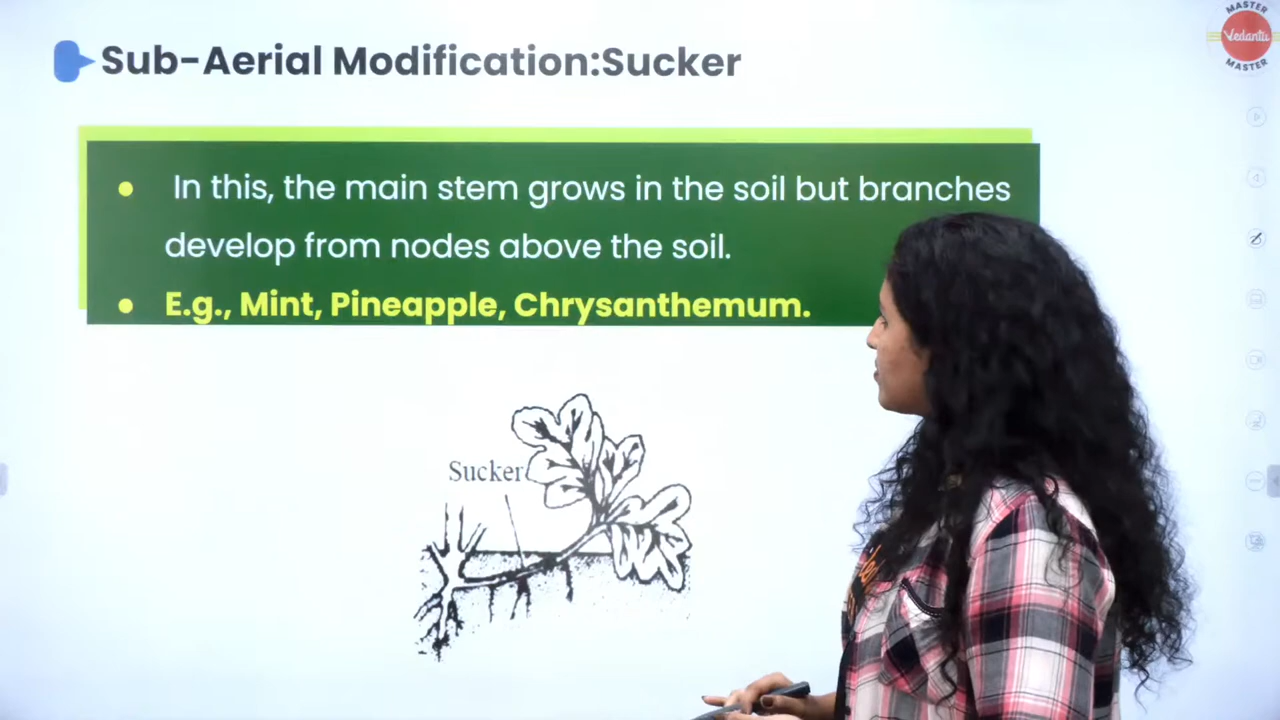 MASTER
Vedantu
MASTER
Sub-Aerial Modification:Sucker
In this, the main stem grows in the soil but branches
develop from nodes above the soil.
E.g., Mint, Pineapple, Chrysanthemum.
Sucker